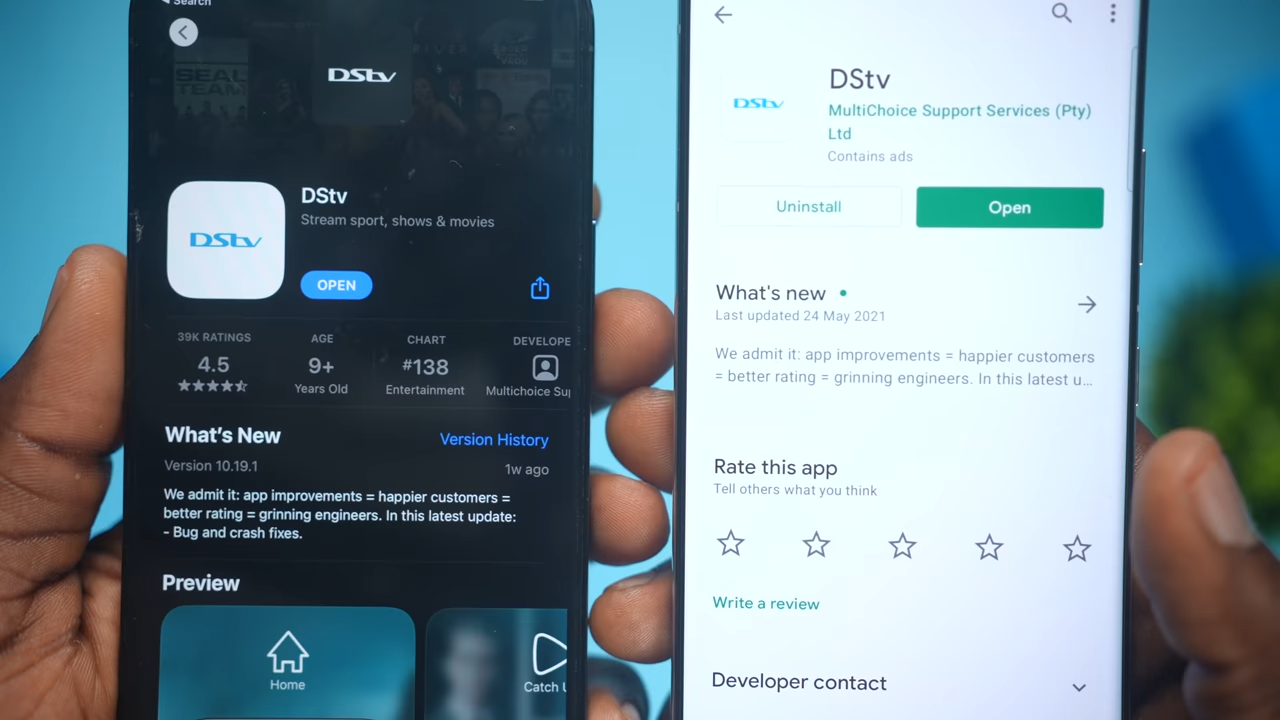 Search
SEAL
TEAM
RIVER
DStv
DStv
DStv
Stream sport, shows & movies
OPEN
39K RATINGS
4.5
AGE
9+
Years Old
CHART
#138
Entertainment
DEVELOPE
Multichoice Sup
What's New
Version History
Version 10.19.1
1w ago
We admit it: app improvements = happier customers =
better rating = grinning engineers. In this latest update:
- Bug and crash fixes.
Preview
Home
Catch U
DStv
DStv
MultiChoice Support Services (Pty)
Ltd
Contains ads
Uninstall
Open
What's new
Last updated 24 May 2021
We admit it: app improvements = happier customers
= better rating = grinning engineers. In this latest u...
Rate this app
Tell others what you think
Write a review
Developer contact